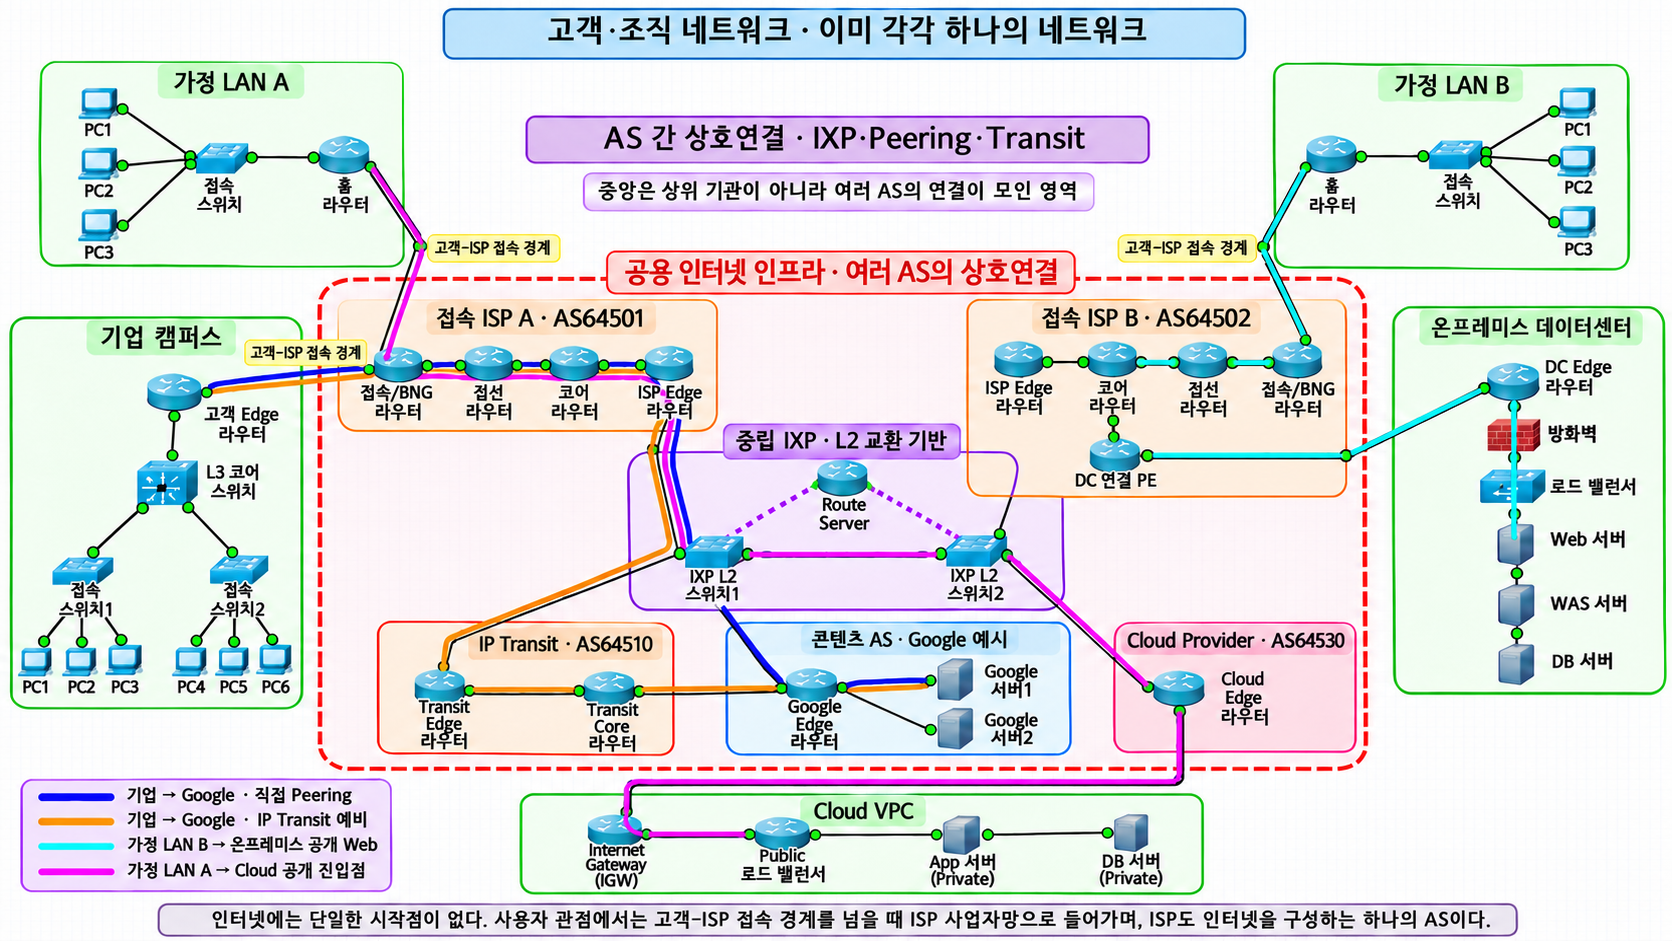 고객·조직 네트워크 · 이미 각각 하나의 네트워크
가정 LAN A
PC1
PC2
PC3
접속
스위치
홈
라우터
AS 간 상호연결 · IXP·Peering·Transit
중앙은 상위 기관이 아니라 여러 AS의 연결이 모인 영역
가정 LAN B
홈
라우터
접속
스위치
PC1
PC2
PC3
고객-ISP 접속 경계
고객-ISP 접속 경계
공용 인터넷 인프라 · 여러 AS의 상호연결
기업 캠퍼스
고객-ISP 접속 경계
고객 Edge
라우터
L3 코어
스위치
접속
스위치1
접속
스위치2
PC1
PC2
PC3
PC4
PC5
PC6
접속 ISP A · AS64501
접속/BNG
라우터
접선
라우터
코어
라우터
ISP Edge
라우터
접속 ISP B · AS64502
ISP Edge
라우터
코어
라우터
접선
라우터
접속/BNG
라우터
DC 연결 PE
온프레미스 데이터센터
DC Edge
라우터
방화벽
로드 밸런서
Web 서버
WAS 서버
DB 서버
중립 IXP · L2 교환 기반
Route
Server
IXP L2
스위치1
IXP L2
스위치2
IP Transit · AS64510
Transit
Edge
라우터
Transit
Core
라우터
콘텐츠 AS · Google 예시
Google
Edge
라우터
Google
서버1
Google
서버2
Cloud Provider · AS64530
Cloud
Edge
라우터
기업 → Google · 직접 Peering
기업 → Google · IP Transit 예비
가정 LAN B → 온프레미스 공개 Web
가정 LAN A → Cloud 공개 진입점
Cloud VPC
Internet
Gateway
(IGW)
Public
로드 밸런서
App 서버
(Private)
DB 서버
(Private)
인터넷에는 단일한 시작점이 없다. 사용자 관점에서는 고객-ISP 접속 경계를 넘을 때 ISP 사업자망으로 들어가며, ISP도 인터넷을 구성하는 하나의 AS이다.